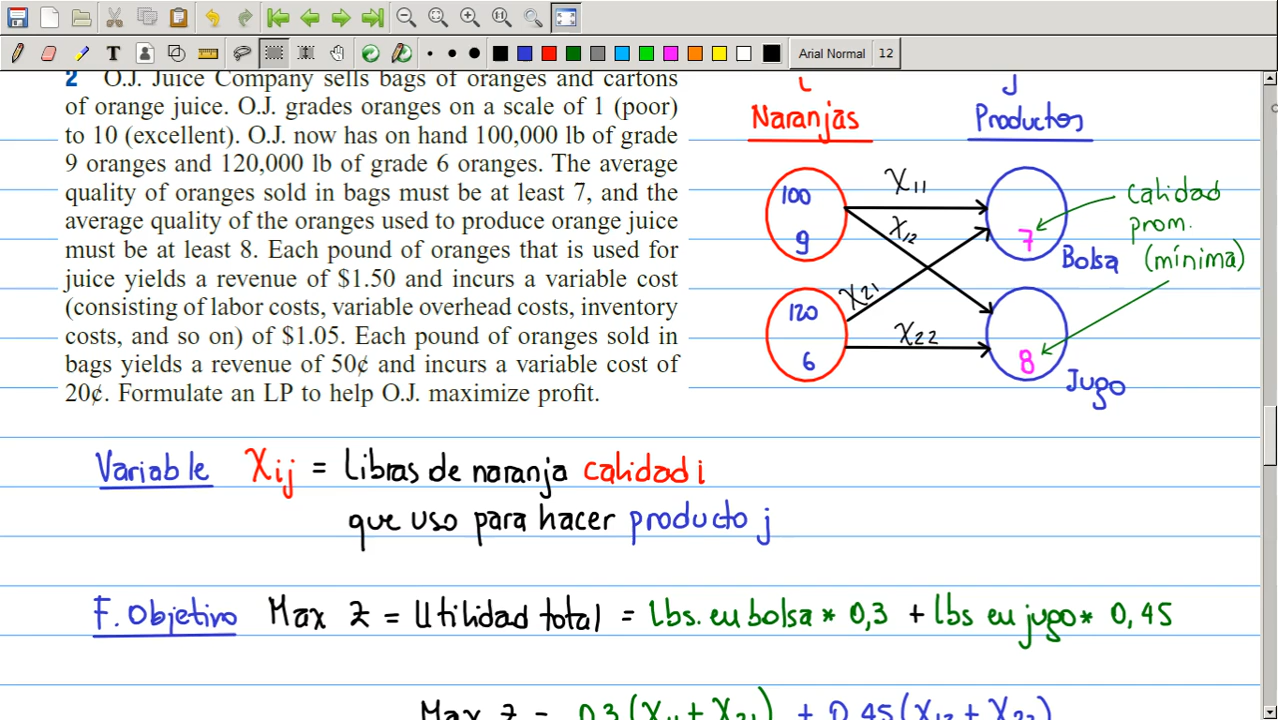 Arial Normal 12
2 O.J. Juice Company sells bags of oranges and cartons
of orange juice. O.J. grades oranges on a scale of 1 (poor)
to 10 (excellent). O.J. now has on hand 100,000 lb of grade
9 oranges and 120,000 lb of grade 6 oranges. The average
quality of oranges sold in bags must be at least 7, and the
average quality of the oranges used to produce orange juice
must be at least 8. Each pound of oranges that is used for
juice yields a revenue of $1.50 and incurs a variable cost
(consisting of labor costs, variable overhead costs, inventory
costs, and so on) of $1.05. Each pound of oranges sold in
bags yields a revenue of 50¢ and incurs a variable cost of
20¢. Formulate an LP to help O.J. maximize profit.
i j
Naranjas Productos
100
9
X11
X12
7
Bolsa
calidad
prom.
(mínima)
120
6
X21
X22
8
Jugo
Variable Xij = Libras de naranja calidad i
que uso para hacer producto j
F. Objetivo Max Z = Utilidad total = Lbs. en bolsa * 0,3 + Lbs en jugo * 0,45
Max Z = 0.3(X11 + X21) + 0.45(X12 + X22)